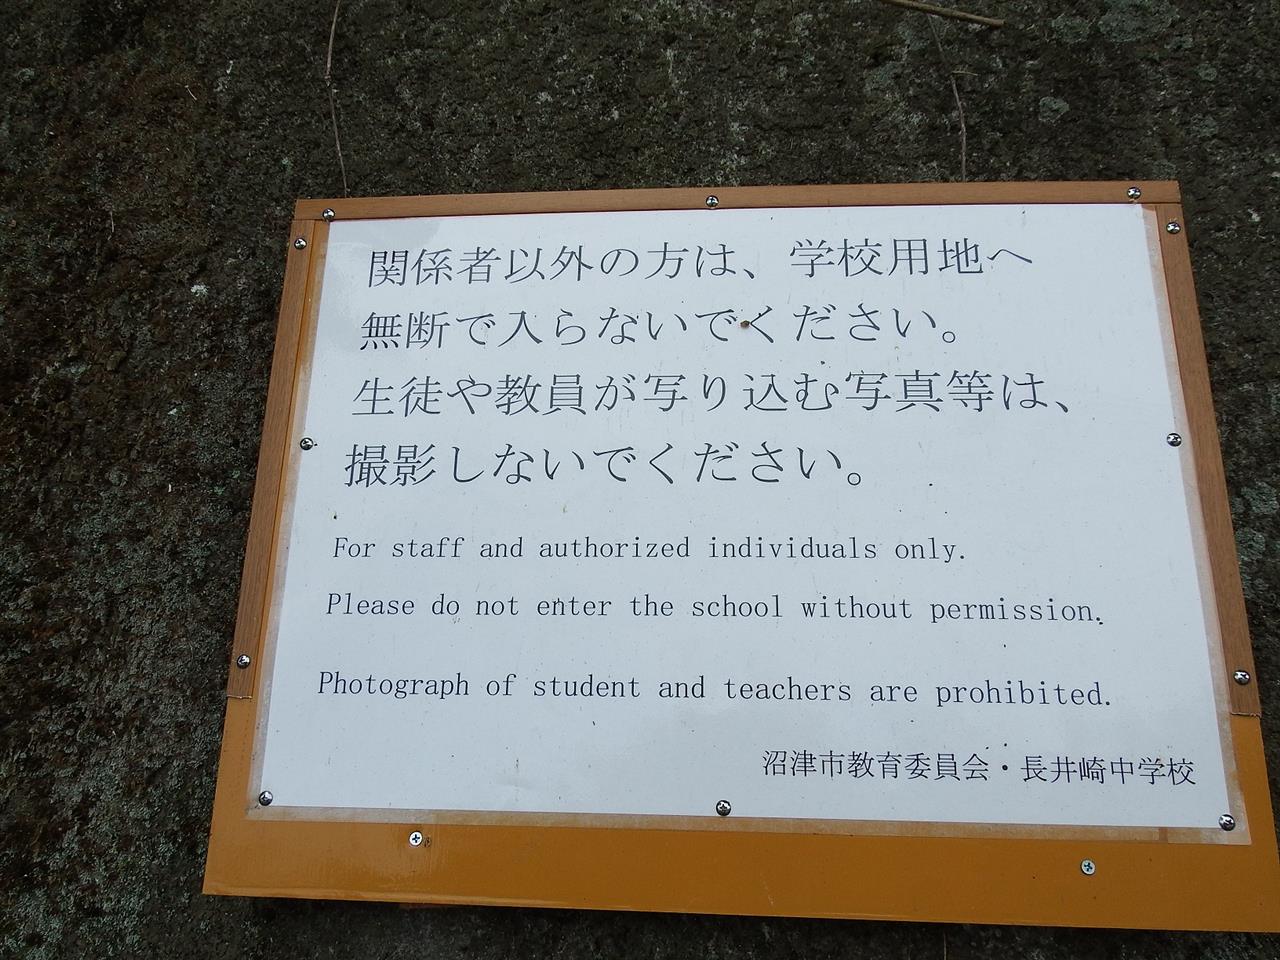 関係者以外の方は、学校用地へ
無断で入らないでください。
生徒や教員が写り込む写真等は、
撮影しないでください。
For staff and authorized individuals only.
Please do not enter the school without permission.
Photograph of student and teachers are prohibited.
沼津市教育委員会・長井崎中学校